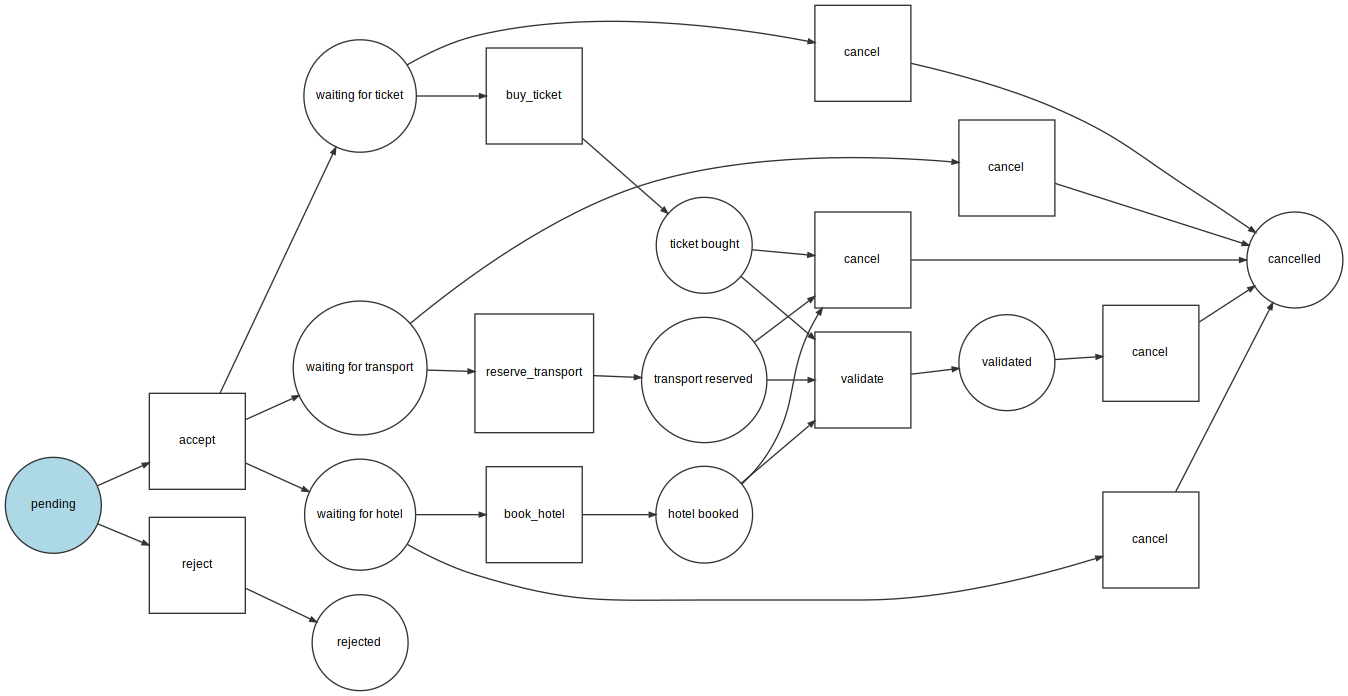 cancel
waiting for ticket
buy_ticket
cancel
ticket bought
cancel
cancelled
waiting for transport
reserve_transport
transport reserved
validate
validated
cancel
accept
pending
waiting for hotel
book_hotel
hotel booked
cancel
reject
rejected